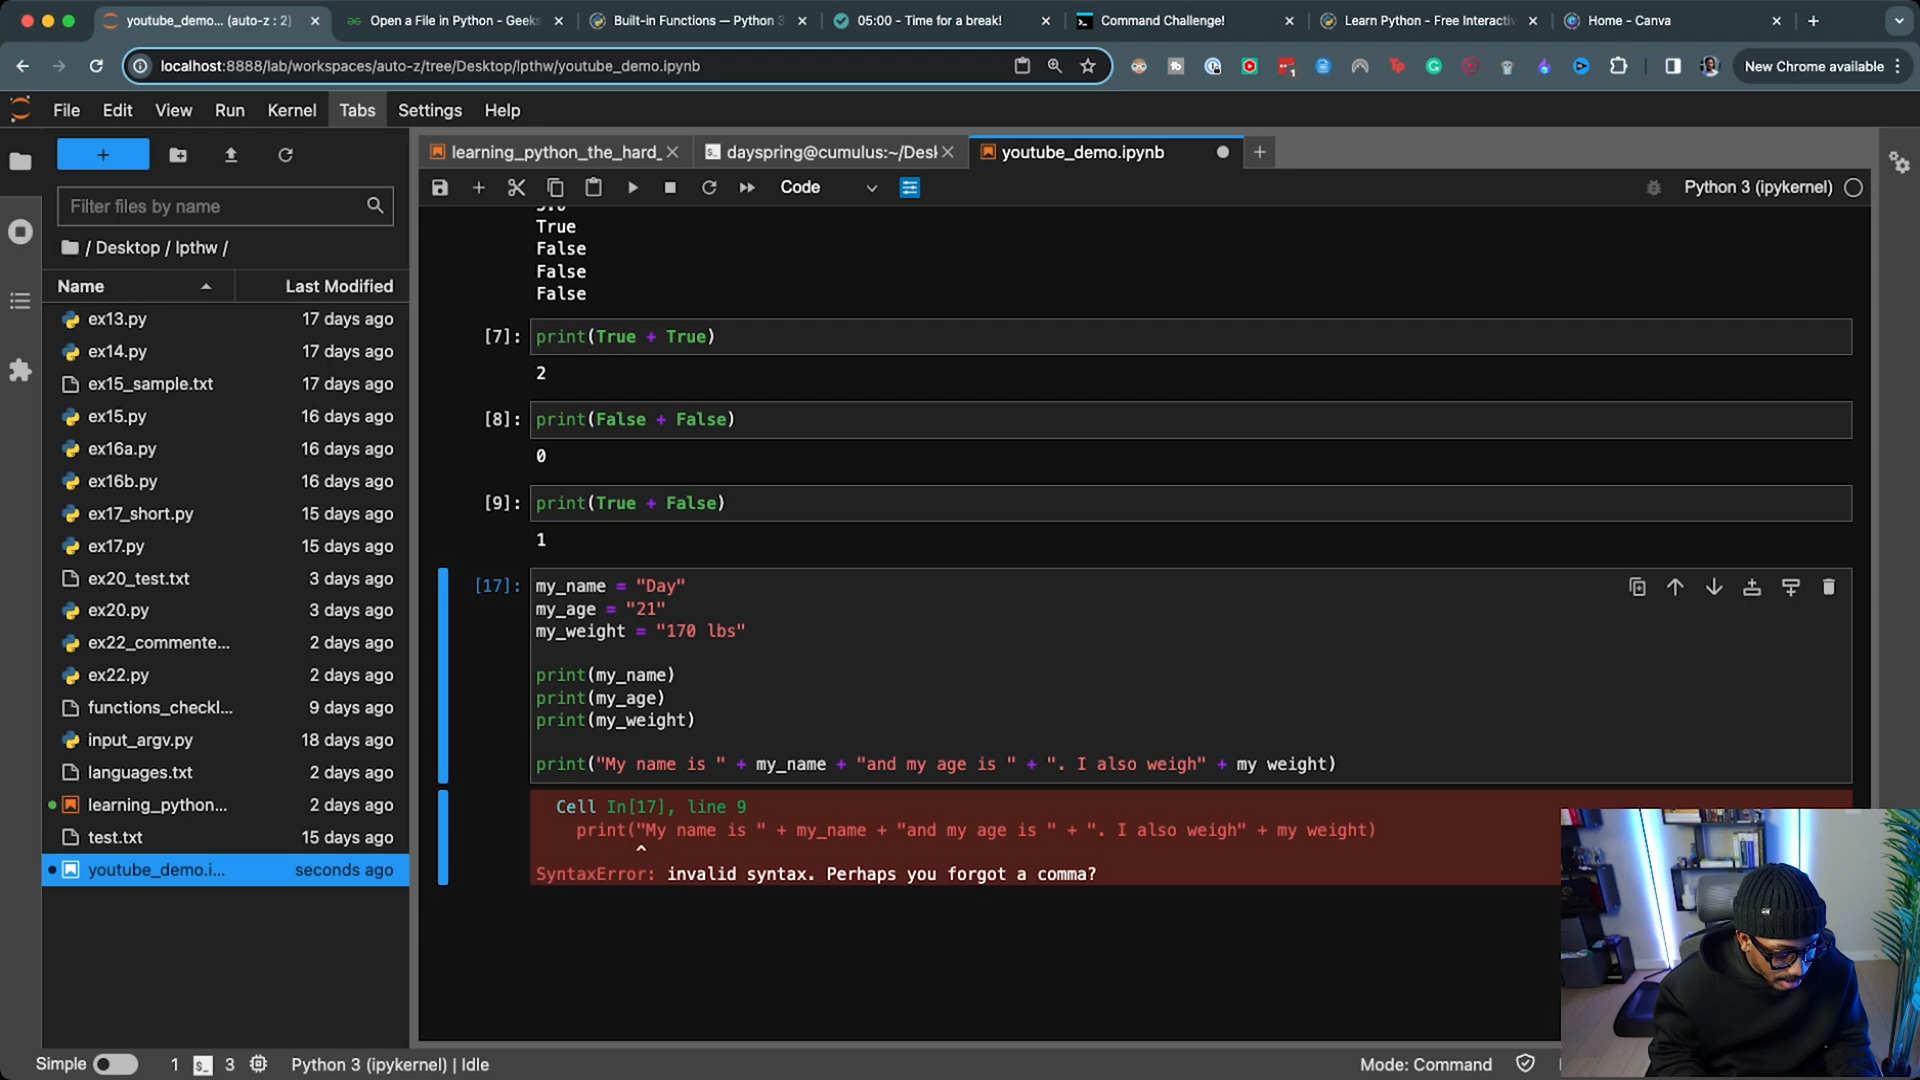 youtube_demo... (auto-z : 2)
Open a File in Python - Geeks
Built-in Functions — Python 3
05:00 - Time for a break!
Command Challenge!
Learn Python - Free Interacti
Home - Canva
localhost:8888/lab/workspaces/auto-z/tree/Desktop/lpthw/youtube_demo.ipynb
New Chrome available
File Edit View Run Kernel Tabs Settings Help
learning_python_the_hard_
dayspring@cumulus:~/Desl
youtube_demo.ipynb
Code
Python 3 (ipykernel)
Filter files by name
/ Desktop / lpthw /
Name Last Modified
ex13.py 17 days ago
ex14.py 17 days ago
ex15_sample.txt 17 days ago
ex15.py 16 days ago
ex16a.py 16 days ago
ex16b.py 16 days ago
ex17_short.py 15 days ago
ex17.py 15 days ago
ex20_test.txt 3 days ago
ex20.py 3 days ago
ex22_commente... 2 days ago
ex22.py 2 days ago
functions_checkl... 9 days ago
input_argv.py 18 days ago
languages.txt 2 days ago
learning_python... 2 days ago
test.txt 15 days ago
youtube_demo.i... seconds ago
True
False
False
False
[7]: print(True + True)
2
[8]: print(False + False)
0
[9]: print(True + False)
1
[17]: my_name = "Day"
my_age = "21"
my_weight = "170 lbs"
print(my_name)
print(my_age)
print(my_weight)
print("My name is " + my_name + "and my age is " + ". I also weigh" + my weight)
Cell In[17], line 9
print("My name is " + my_name + "and my age is " + ". I also weigh" + my weight)
^
SyntaxError: invalid syntax. Perhaps you forgot a comma?
Simple 1 3 Python 3 (ipykernel) | Idle
Mode: Command